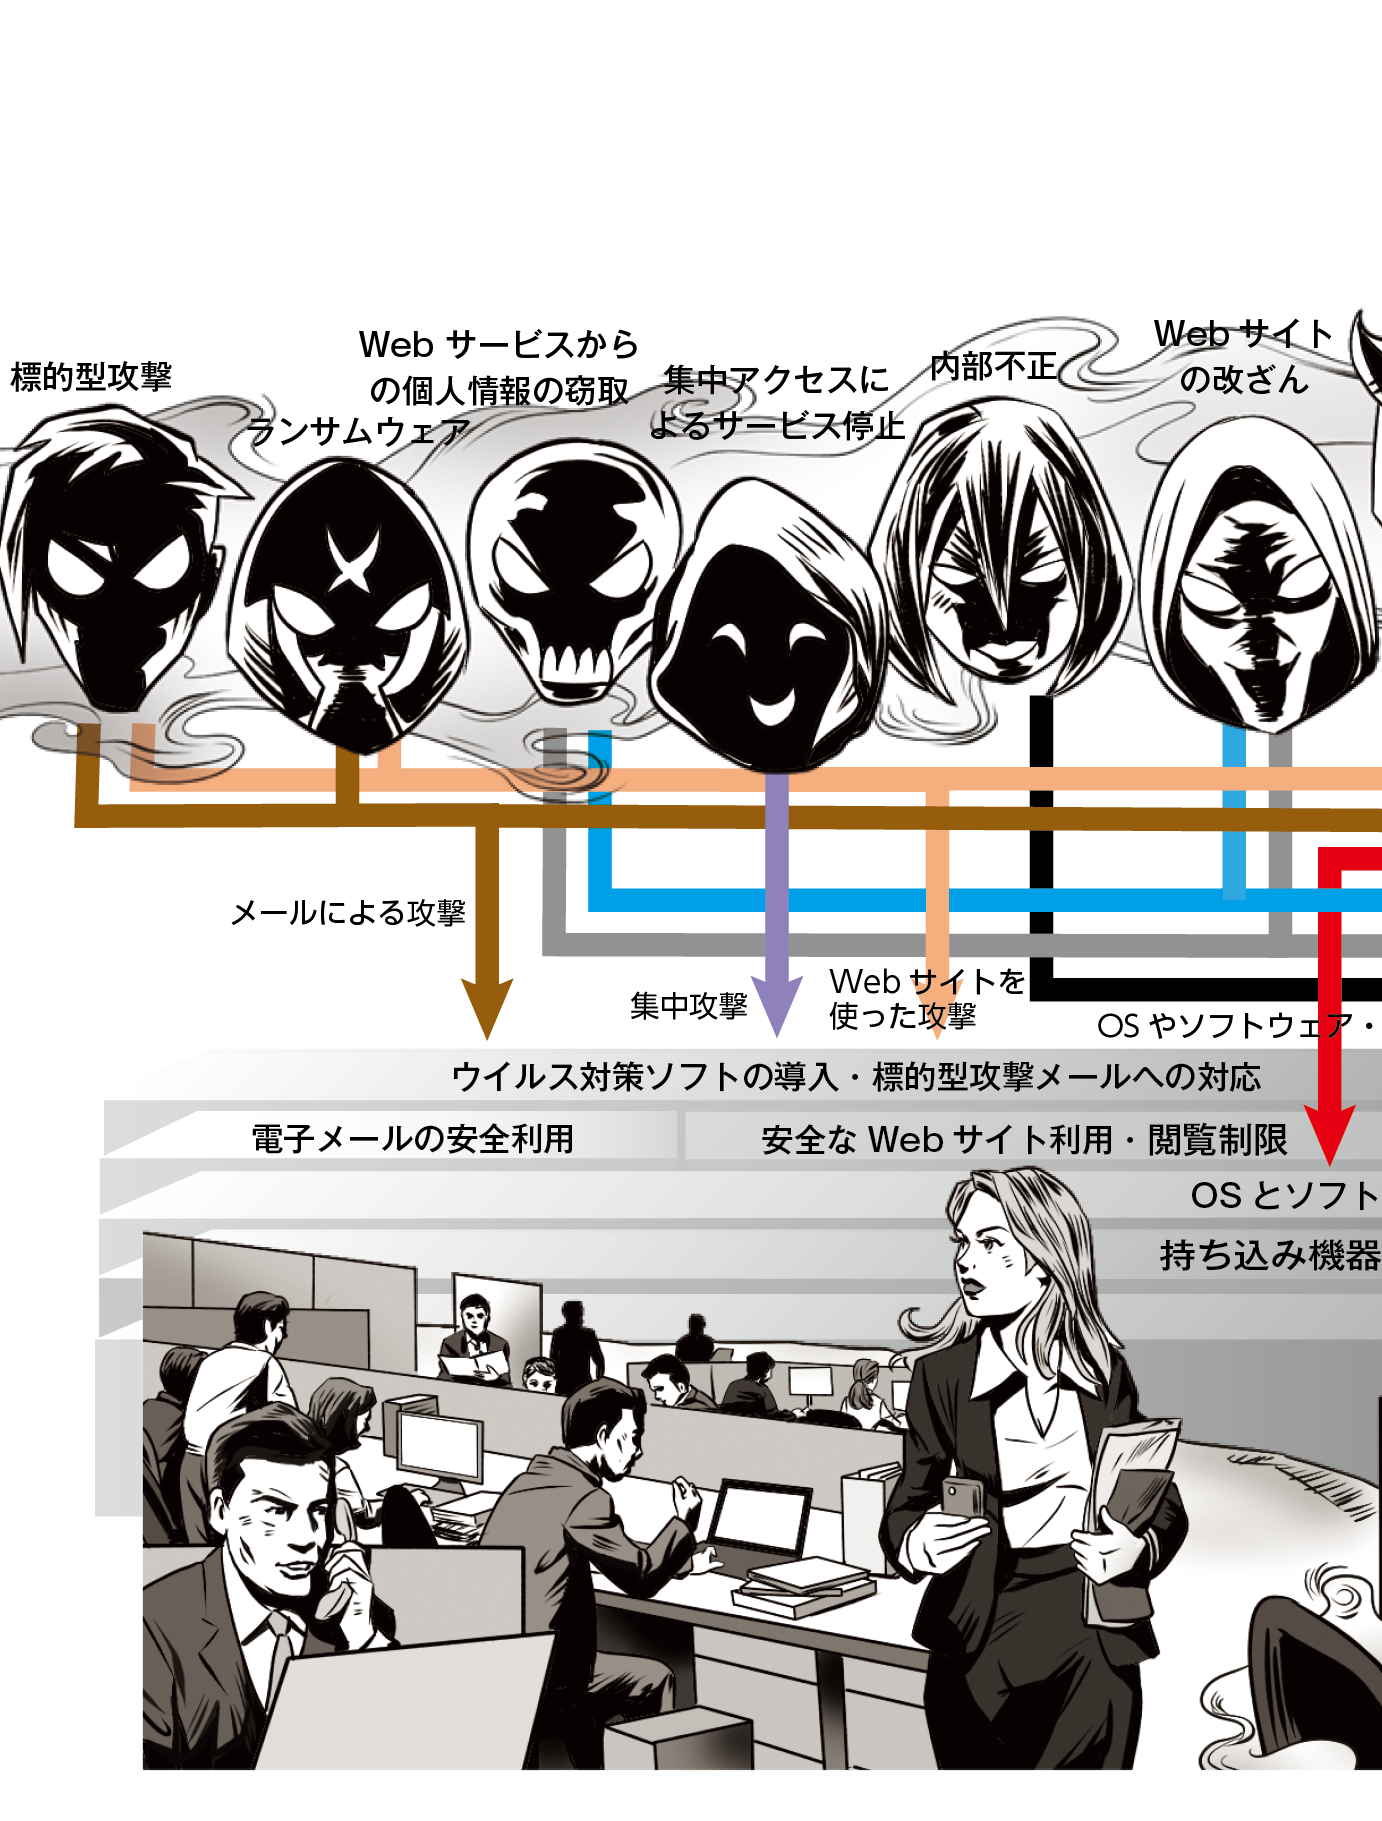 標的型攻撃
ランサムウェア
Web サービスから
の個人情報の窃取
集中アクセスに
よるサービス停止
内部不正
Web サイト
の改ざん
メールによる攻撃
集中攻撃
Web サイトを
使った攻撃
OS やソフトウェア・
ウイルス対策ソフトの導入・標的型攻撃メールへの対応
電子メールの安全利用
安全な Web サイト利用・閲覧制限
OS とソフト
持ち込み機器